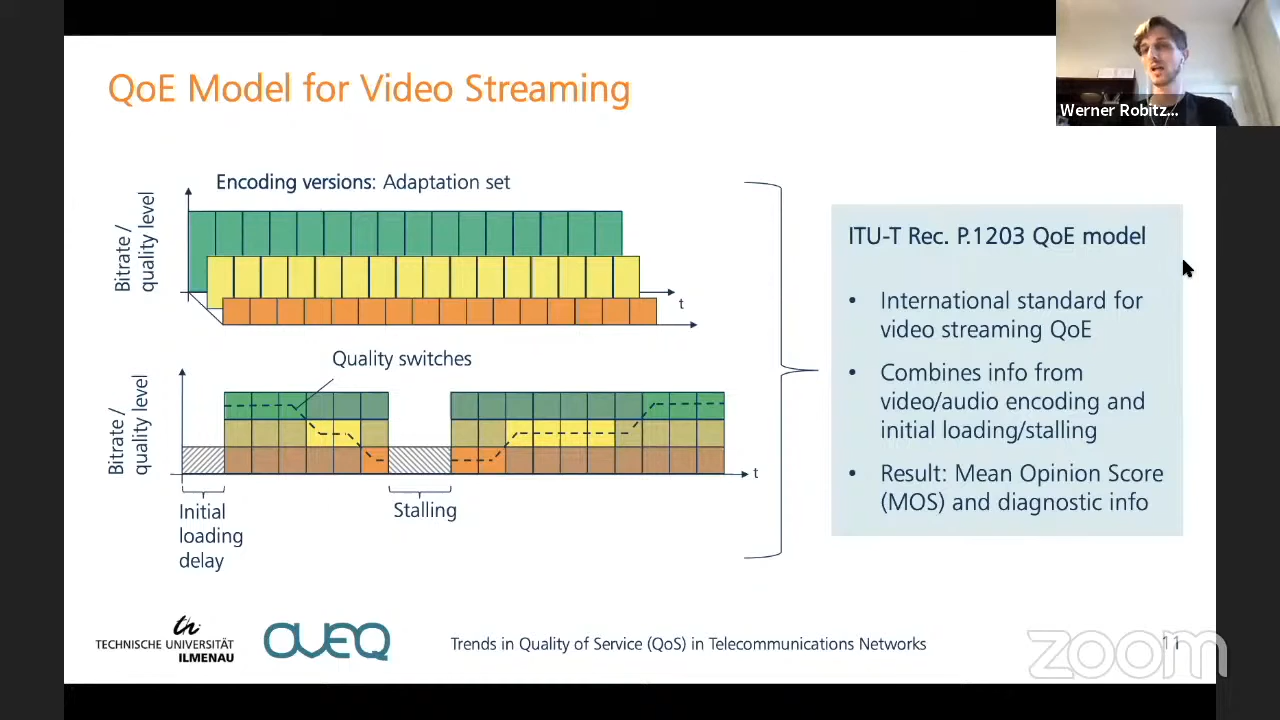 QoE Model for Video Streaming
Werner Robitz...
Encoding versions: Adaptation set
Bitrate /
quality level
t
Quality switches
Bitrate /
quality level
t
Initial
loading
delay
Stalling
ITU-T Rec. P.1203 QoE model
• International standard for
video streaming QoE
• Combines info from
video/audio encoding and
initial loading/stalling
• Result: Mean Opinion Score
(MOS) and diagnostic info
th
TECHNISCHE UNIVERSITÄT
ILMENAU
AVEQ
Trends in Quality of Service (QoS) in Telecommunications Networks
11
zoom